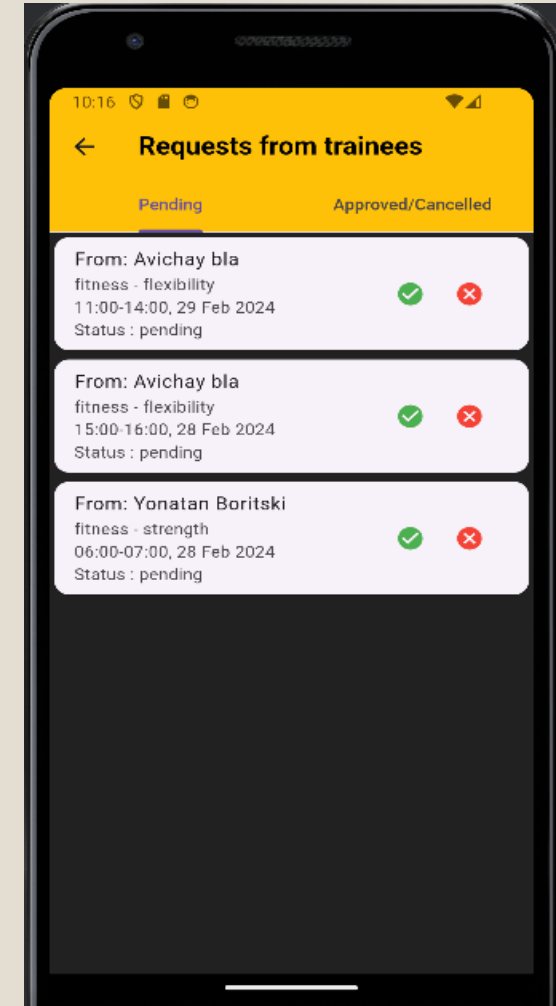 10:16
Requests from trainees
Pending
Approved/Cancelled
From: Avichay bla
fitness - flexibility
11:00-14:00, 29 Feb 2024
Status : pending
From: Avichay bla
fitness - flexibility
15:00-16:00, 28 Feb 2024
Status : pending
From: Yonatan Boritski
fitness - strength
06:00-07:00, 28 Feb 2024
Status : pending